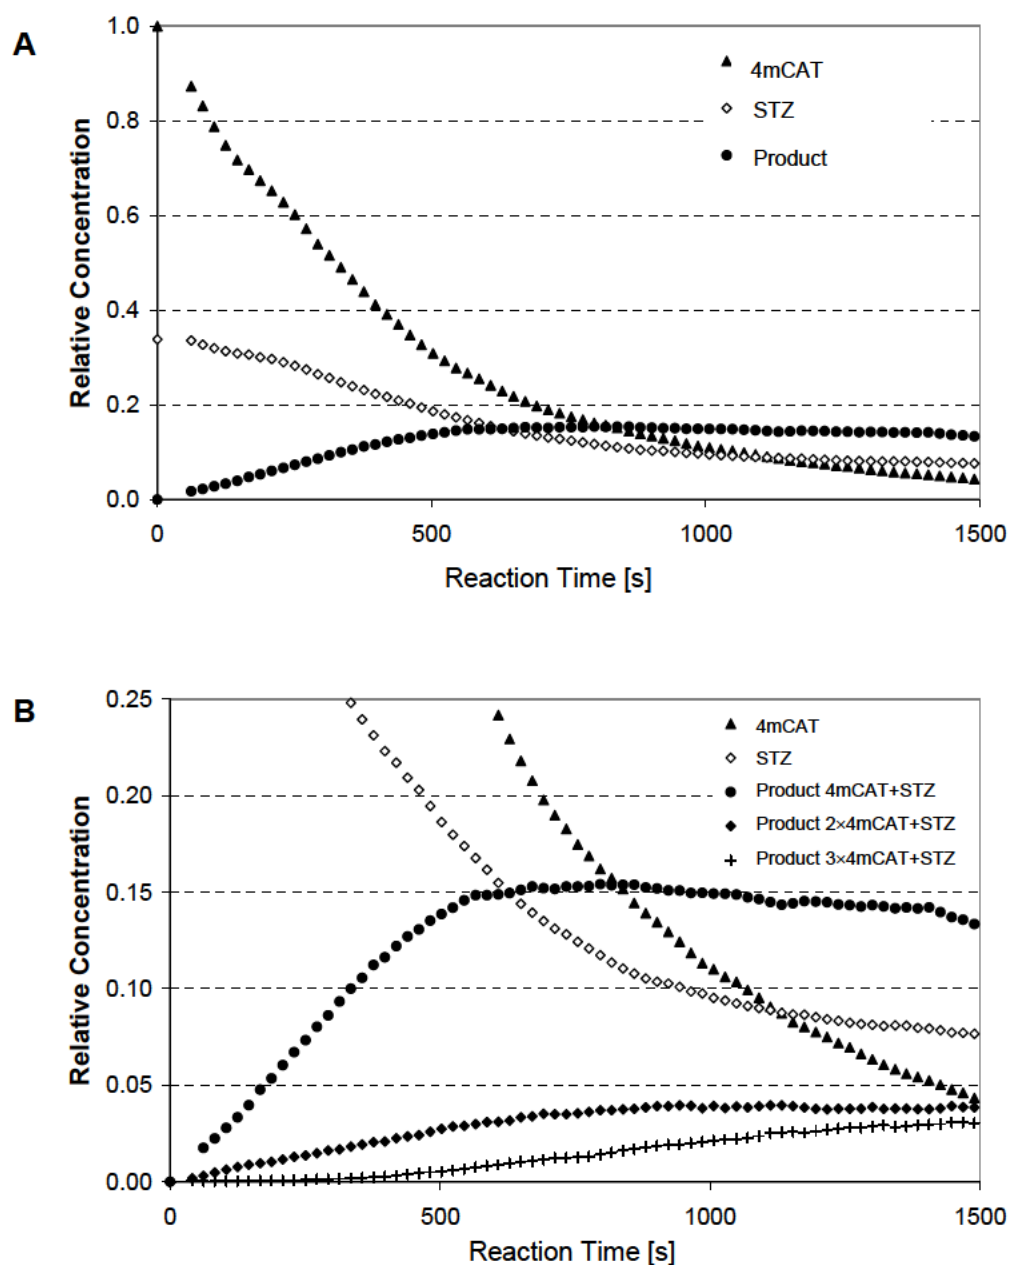 A
1.0
0.8
0.6
0.4
0.2
0.0
Relative Concentration
4mCAT
STZ
Product
0 500 1000 1500
Reaction Time [s]
B
0.25
0.20
0.15
0.10
0.05
0.00
Relative Concentration
4mCAT
STZ
Product 4mCAT+STZ
Product 2×4mCAT+STZ
Product 3×4mCAT+STZ
0 500 1000 1500
Reaction Time [s]